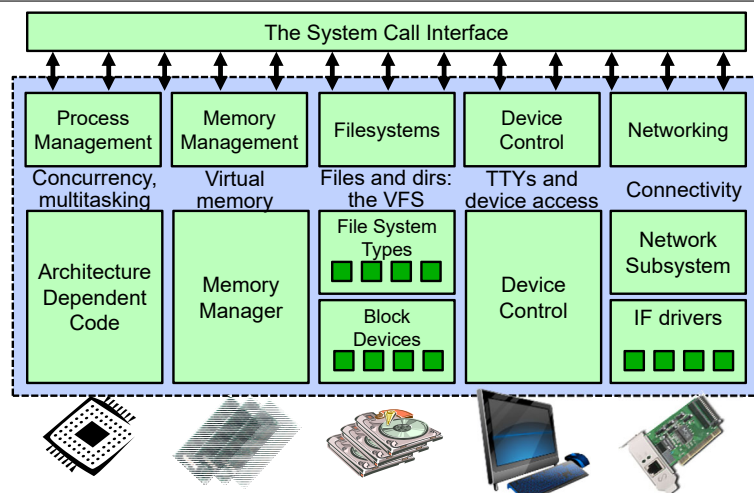 The System Call Interface
Process
Management
Memory
Management
Filesystems
Device
Control
Networking
Concurrency,
multitasking
Virtual
memory
Files and dirs:
the VFS
TTYs and
device access
Connectivity
Architecture
Dependent
Code
Memory
Manager
File System
Types
Block
Devices
Device
Control
Network
Subsystem
IF drivers